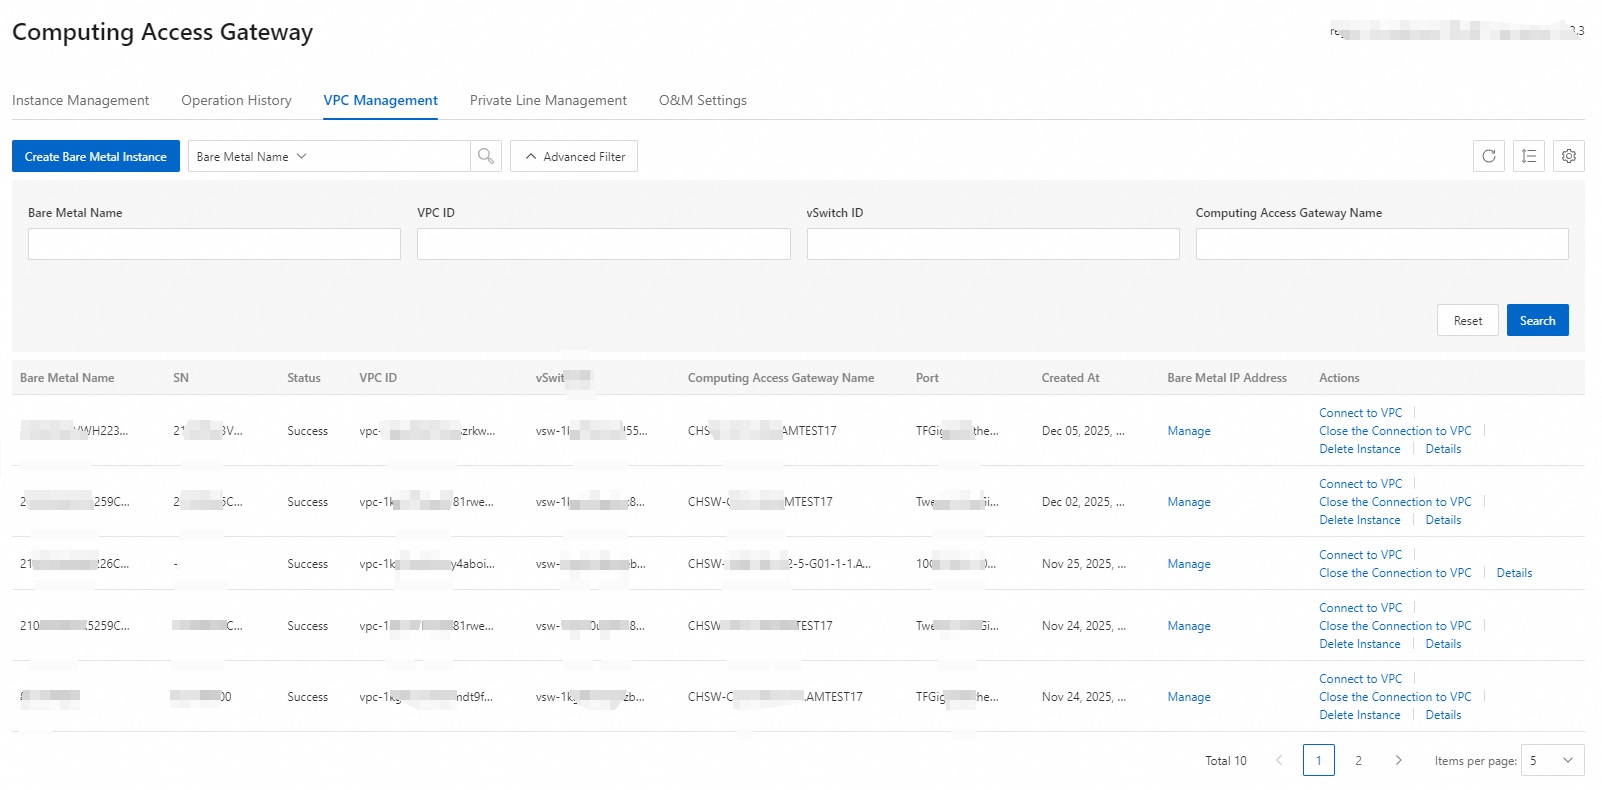 Computing Access Gateway
3.3
Instance Management Operation History VPC Management Private Line Management O&M Settings
Create Bare Metal Instance Bare Metal Name Advanced Filter
Bare Metal Name VPC ID vSwitch ID Computing Access Gateway Name
Reset Search
Bare Metal Name SN Status VPC ID Computing Access Gateway Name Port Created At Bare Metal IP Address Actions
Connect to VPC
WH223... Success Dec 05, 2025, ... Manage Close the Connection to VPC
Delete Instance Details
Connect to VPC
259C... Success Dec 02, 2025, ... Manage Close the Connection to VPC
Delete Instance Details
Connect to VPC
226C... - Success Nov 25, 2025, ... Manage Close the Connection to VPC Details
Connect to VPC
5259C... Success Nov 24, 2025, ... Manage Close the Connection to VPC
Delete Instance Details
Connect to VPC
Success Nov 24, 2025, ... Manage Close the Connection to VPC
Delete Instance Details
Total 10 1 2 Items per page: 5